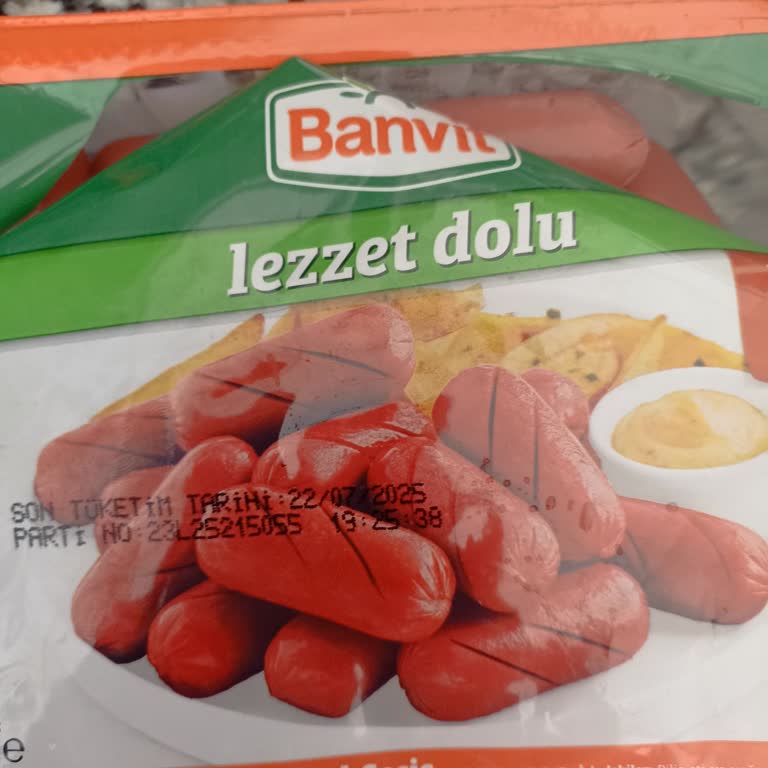 Banvit
lezzet dolu
SON TÜKETİM TARİHİ:22/07/2025
PARTİ NO:23L25215055 19:25:38
e